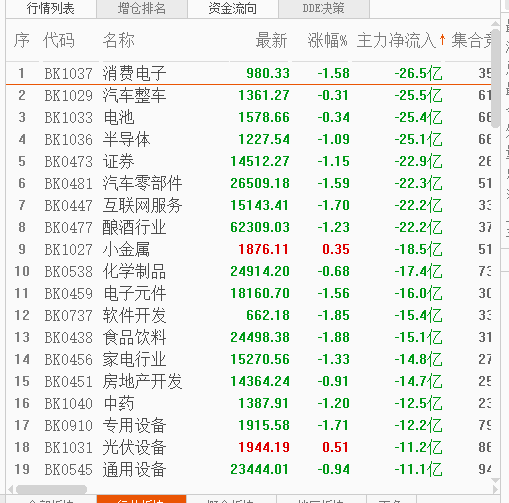 行情列表 增仓排名 资金流向 DDE决策
序 代码 名称 最新 涨幅% 主力净流入↑ 集合竞
1 BK1037 消费电子 980.33 -1.58 -26.5亿 35
2 BK1029 汽车整车 1361.27 -0.31 -25.5亿 61
3 BK1033 电池 1578.66 -0.34 -25.4亿 66
4 BK1036 半导体 1227.54 -1.09 -25.1亿 66
5 BK0473 证券 14512.27 -1.15 -22.9亿 26
6 BK0481 汽车零部件 26509.18 -1.59 -22.3亿 51
7 BK0447 互联网服务 15143.41 -1.70 -22.2亿 33
8 BK0477 酿酒行业 62309.03 -1.23 -22.2亿 37
9 BK1027 小金属 1876.11 0.35 -18.5亿 51
10 BK0538 化学制品 24914.20 -0.68 -17.4亿 73
11 BK0459 电子元件 18160.70 -1.56 -16.0亿 30
12 BK0737 软件开发 662.18 -1.85 -15.4亿 33
13 BK0438 食品饮料 24498.38 -1.88 -15.1亿 31
14 BK0456 家电行业 15270.56 -1.33 -14.8亿 27
15 BK0451 房地产开发 14364.24 -0.91 -14.7亿 25
16 BK1040 中药 1387.91 -1.20 -12.5亿 23
17 BK0910 专用设备 1915.58 -1.71 -12.2亿 79
18 BK1031 光伏设备 1944.19 0.51 -11.2亿 86
19 BK0545 通用设备 23444.01 -0.94 -11.1亿 94